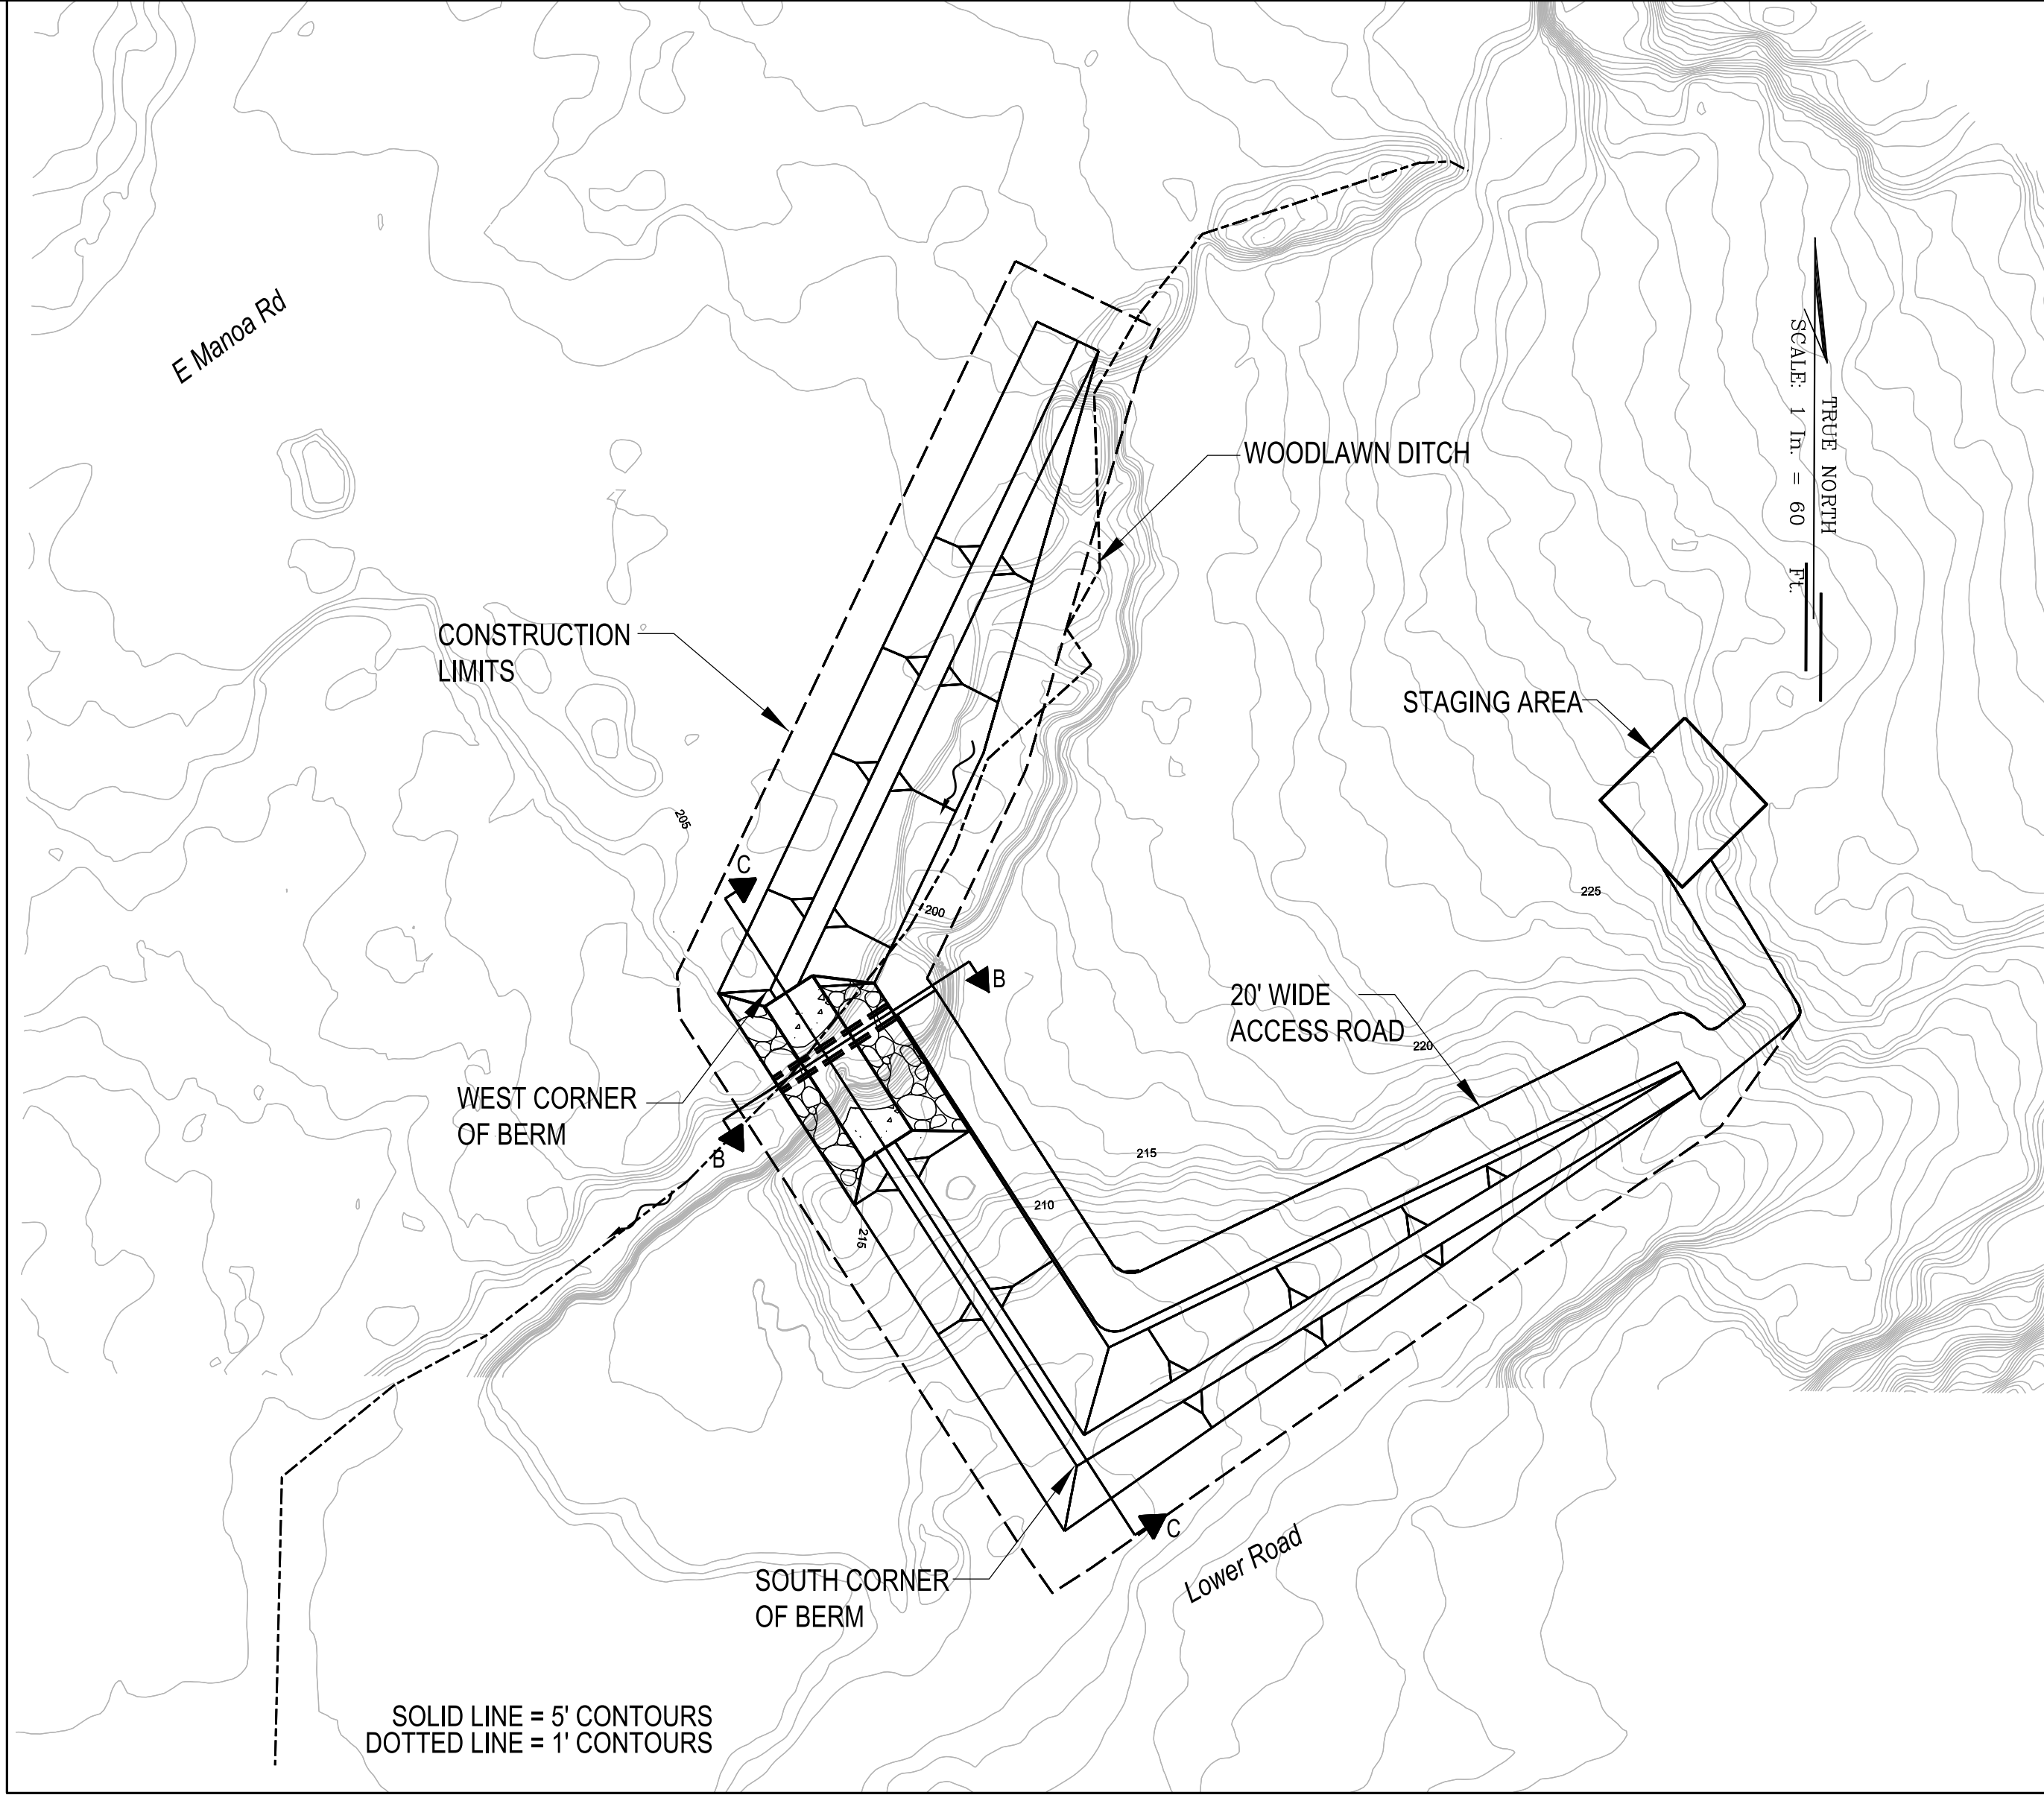 E Manoa Rd
TRUE NORTH
SCALE: 1 In. = 60 Ft.
WOODLAWN DITCH
CONSTRUCTION
LIMITS
STAGING AREA
205
C
225
200
B
20' WIDE
ACCESS ROAD
220
WEST CORNER
OF BERM
B
215
210
215
C
Lower Road
SOUTH CORNER
OF BERM
SOLID LINE = 5' CONTOURS
DOTTED LINE = 1' CONTOURS